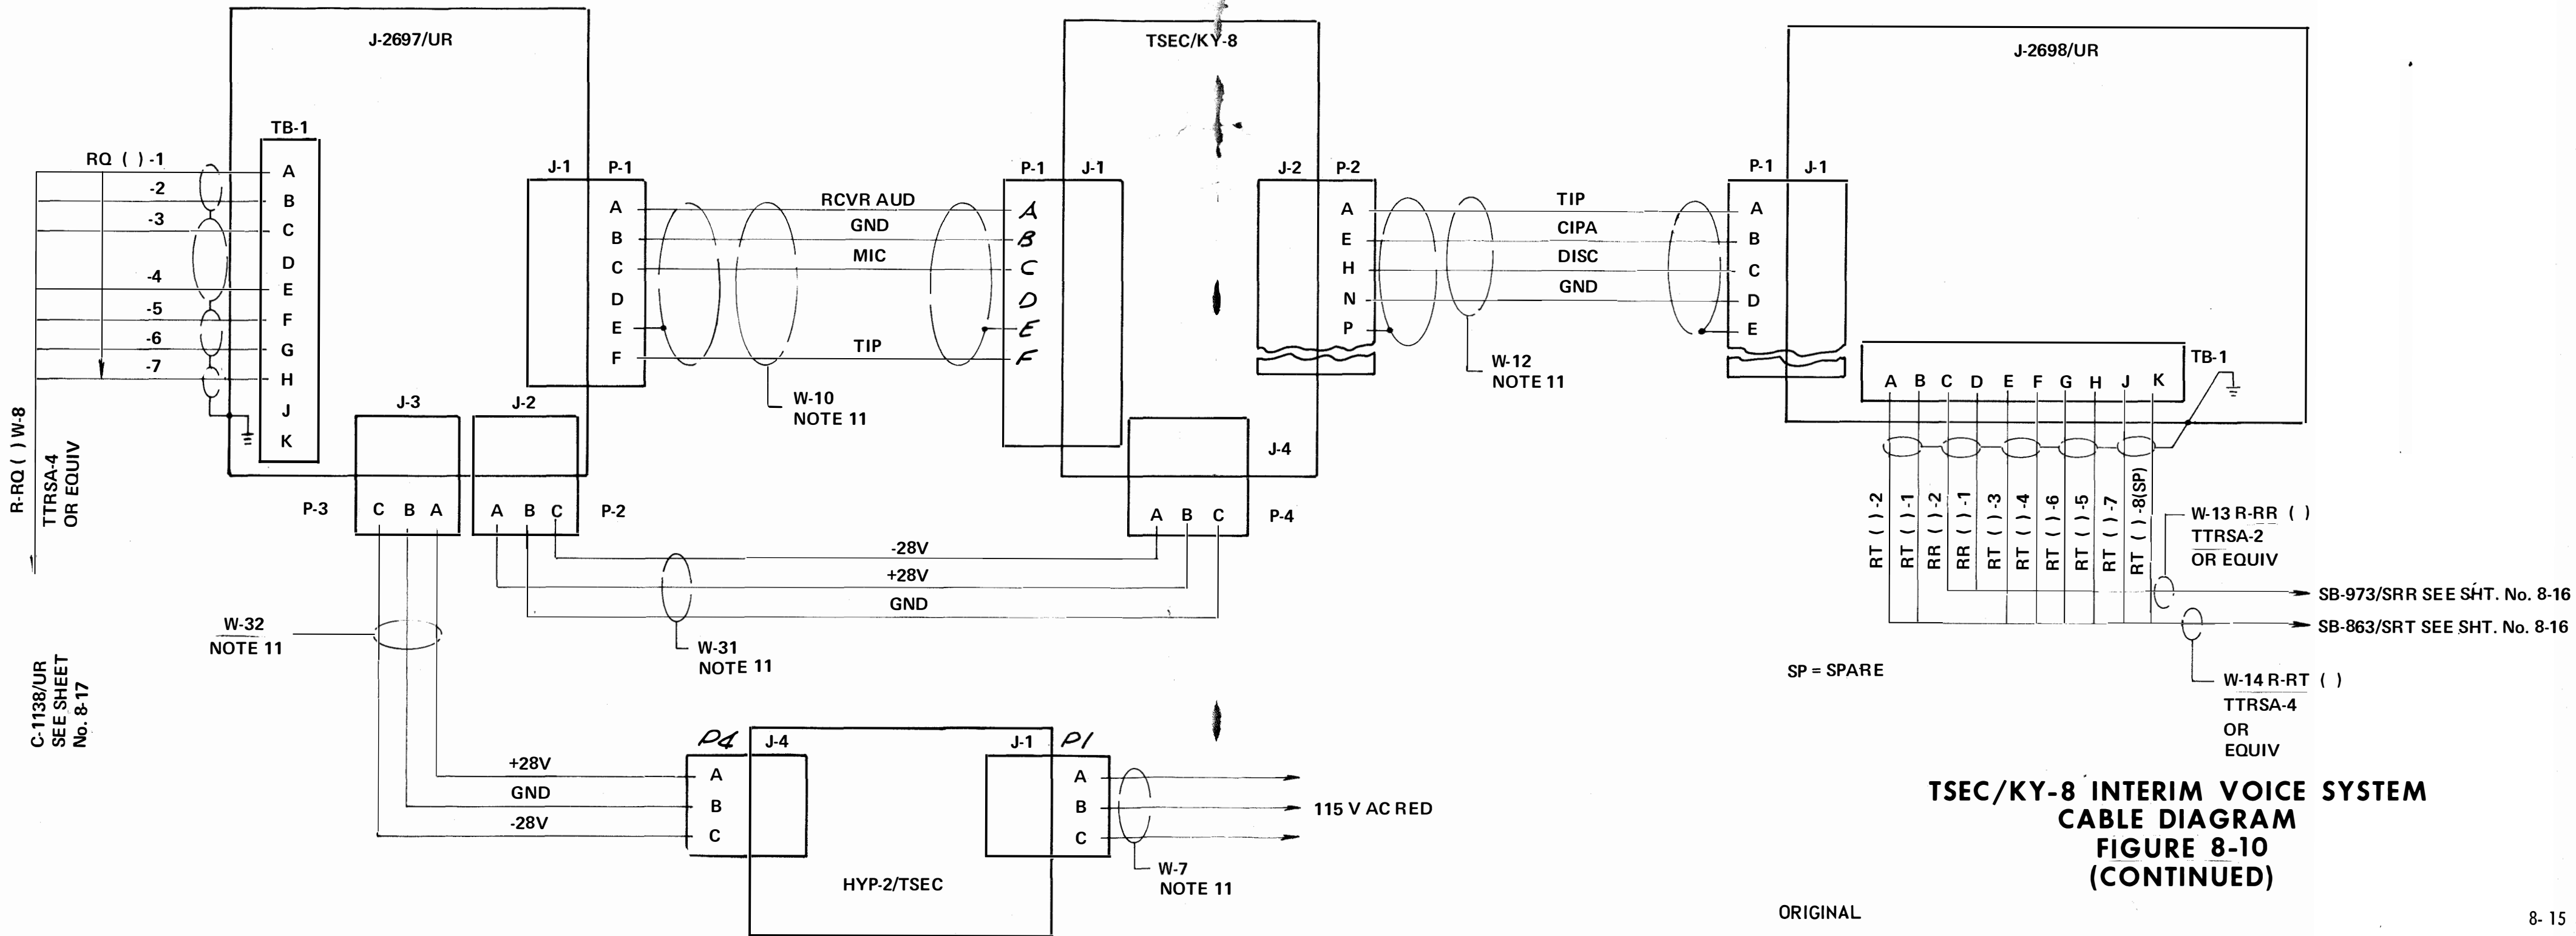 J-2697/UR
TB-1
RQ ( ) -1
-2
-3
-4
-5
-6
-7
A
B
C
D
E
F
G
H
J
K
R-RQ ( ) W-8
TTRSA-4
OR EQUIV
C-1138/UR
SEE SHEET
No. 8-17
J-1 P-1
A
B
C
D
E
F
RCVR AUD
GND
MIC
TIP
W-10
NOTE 11
J-3 J-2
P-3 C B A
A B C P-2
TSEC/KY-8
P-1 J-1
A
B
C
D
E
F
J-2 P-2
A
E
H
N
P
J-4
A B C P-4
-28V
+28V
GND
W-31
NOTE 11
W-32
NOTE 11
TIP
CIPA
DISC
GND
W-12
NOTE 11
J-2698/UR
P-1 J-1
A
B
C
D
E
TB-1
A B C D E F G H J K
RT ( ) -2
RT ( ) -1
RR ( ) -2
RR ( ) -1
RT ( ) -3
RT ( ) -4
RT ( ) -6
RT ( ) -5
RT ( ) -7
RT ( ) -8(SP)
W-13 R-RR ( )
TTRSA-2
OR EQUIV
SB-973/SRR SEE SHT. No. 8-16
SB-863/SRT SEE SHT. No. 8-16
SP = SPARE
W-14 R-RT ( )
TTRSA-4
OR
EQUIV
P4 J-4
J-1 P1
+28V
GND
-28V
A
B
C
A
B
C
115 V AC RED
W-7
NOTE 11
HYP-2/TSEC
TSEC/KY-8 INTERIM VOICE SYSTEM
CABLE DIAGRAM
FIGURE 8-10
(CONTINUED)
ORIGINAL
8-15